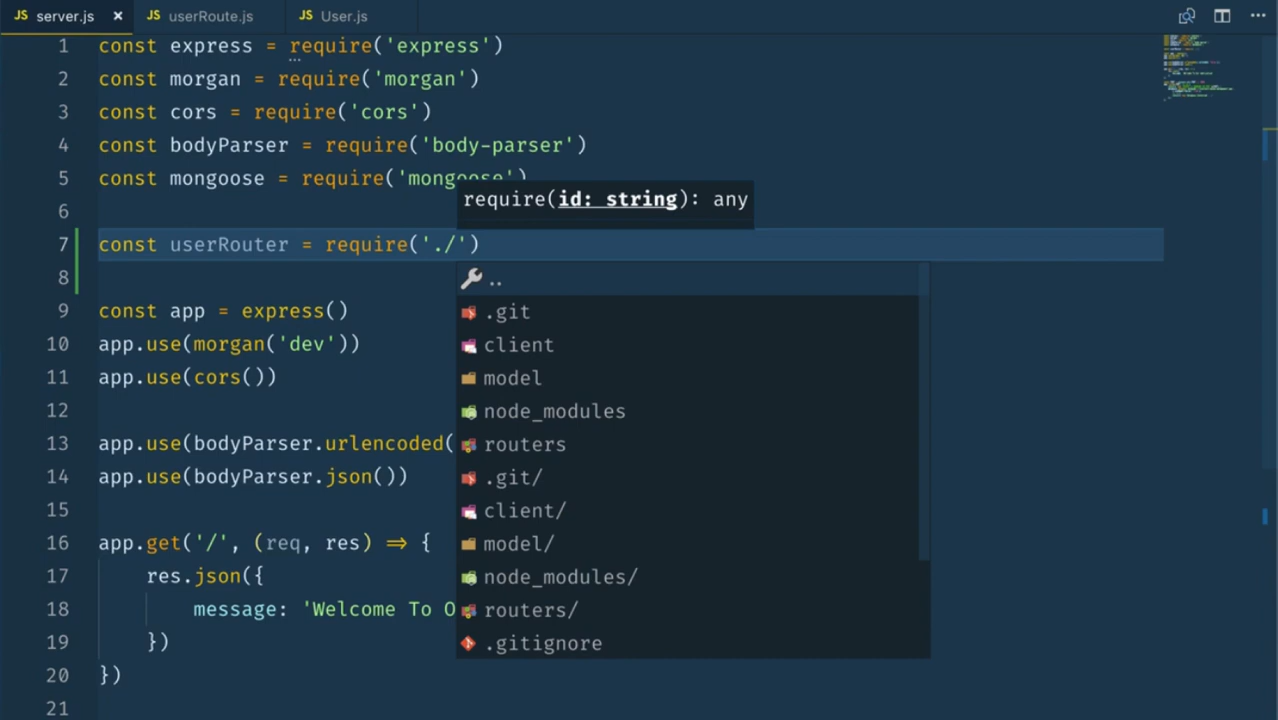 JS server.js × JS userRoute.js JS User.js
1 const express = require('express')
2 const morgan = require('morgan')
3 const cors = require('cors')
4 const bodyParser = require('body-parser')
5 const mongoose = require('mongoose')
6
require(id: string): any
7 const userRouter = require('./')
8
..
9 const app = express()
.git
10 app.use(morgan('dev'))
client
11 app.use(cors())
model
12
node_modules
13 app.use(bodyParser.urlencoded(
routers
14 app.use(bodyParser.json())
.git/
15
client/
16 app.get('/', (req, res) => {
model/
17 res.json({
node_modules/
18 message: 'Welcome To O
routers/
19 })
.gitignore
20 })
21